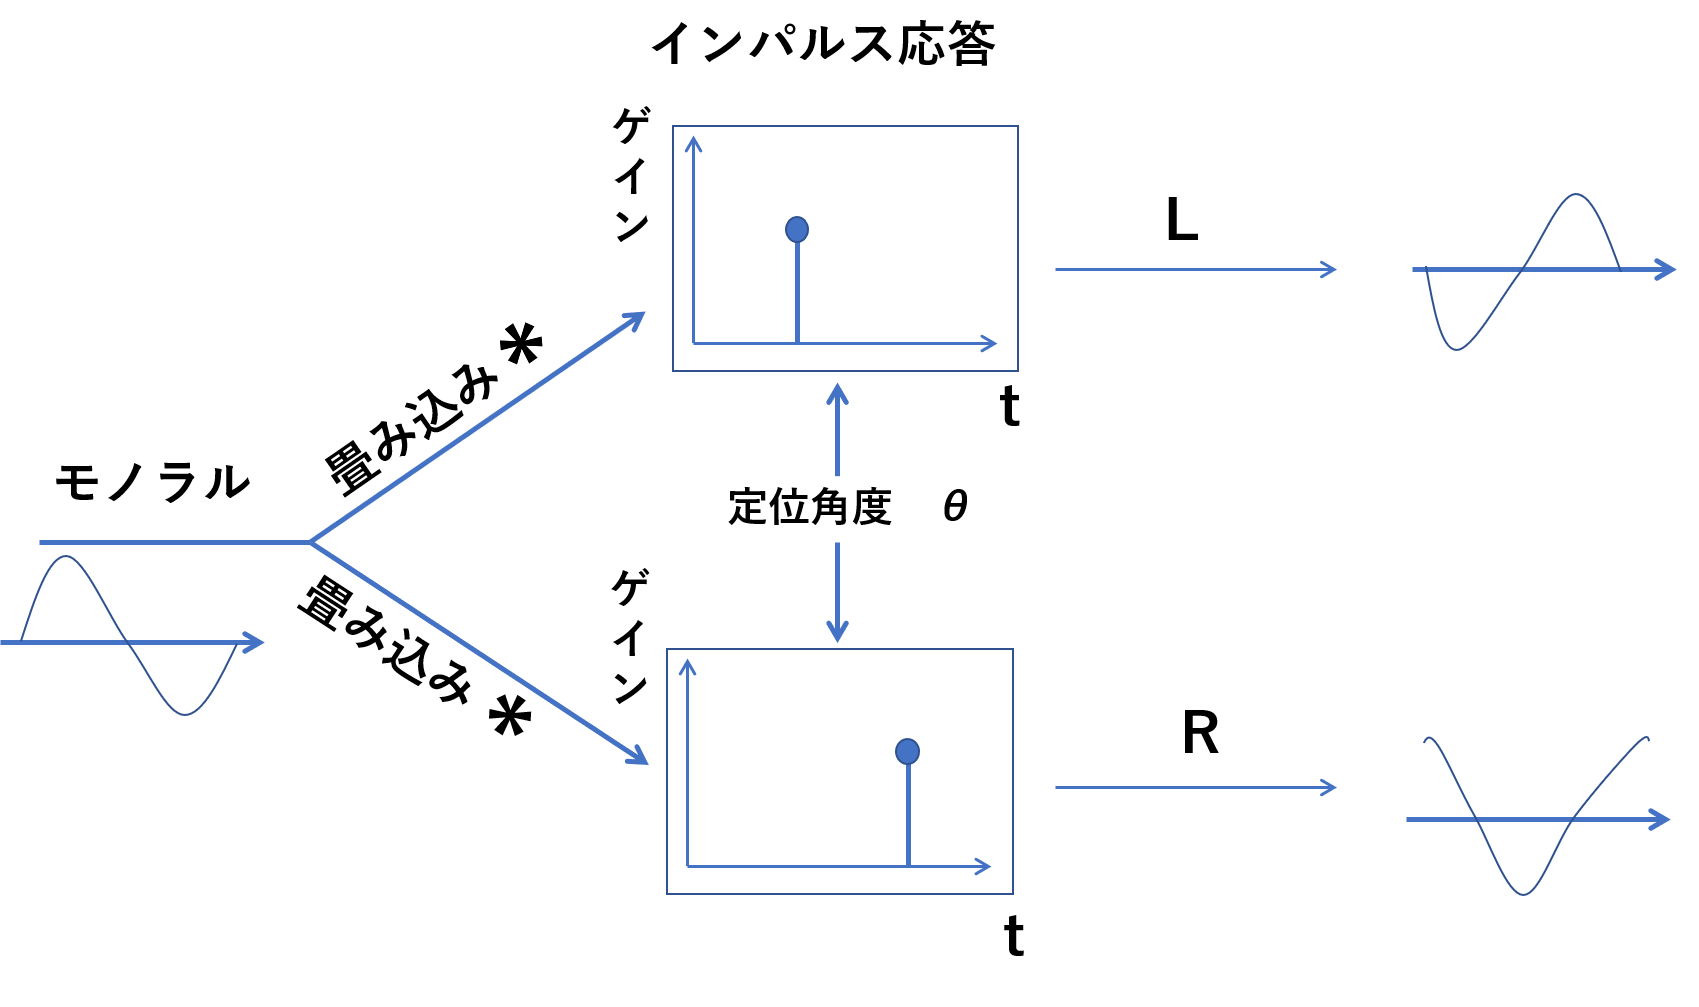 インパルス応答
ゲイン
L
畳み込み *
t
モノラル
定位角度 θ
畳み込み *
ゲイン
R
t